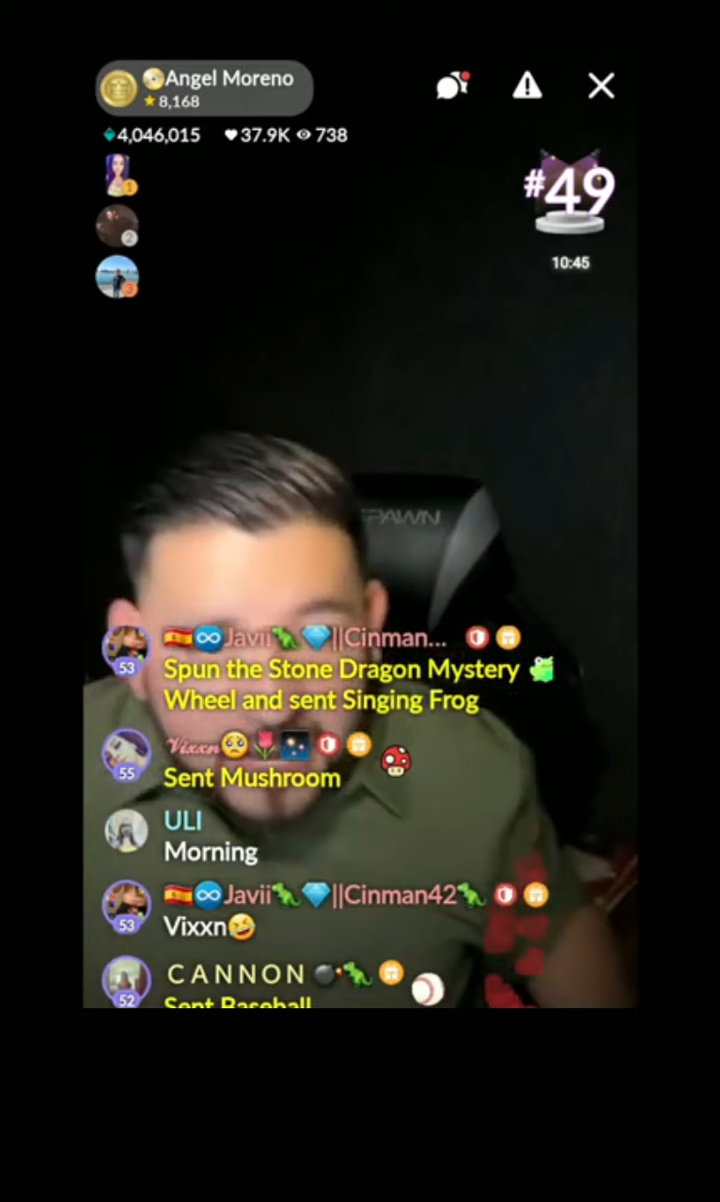 Angel Moreno
8,168
4,046,015 37.9K 738
1
2
3
#49
10:45
PAWN
Javii||Cinman...
53
Spun the Stone Dragon Mystery
Wheel and sent Singing Frog
Vixxn
55
Sent Mushroom
ULI
Morning
Javii||Cinman42
53
Vixxn
CANNON
52
Sent Baseball